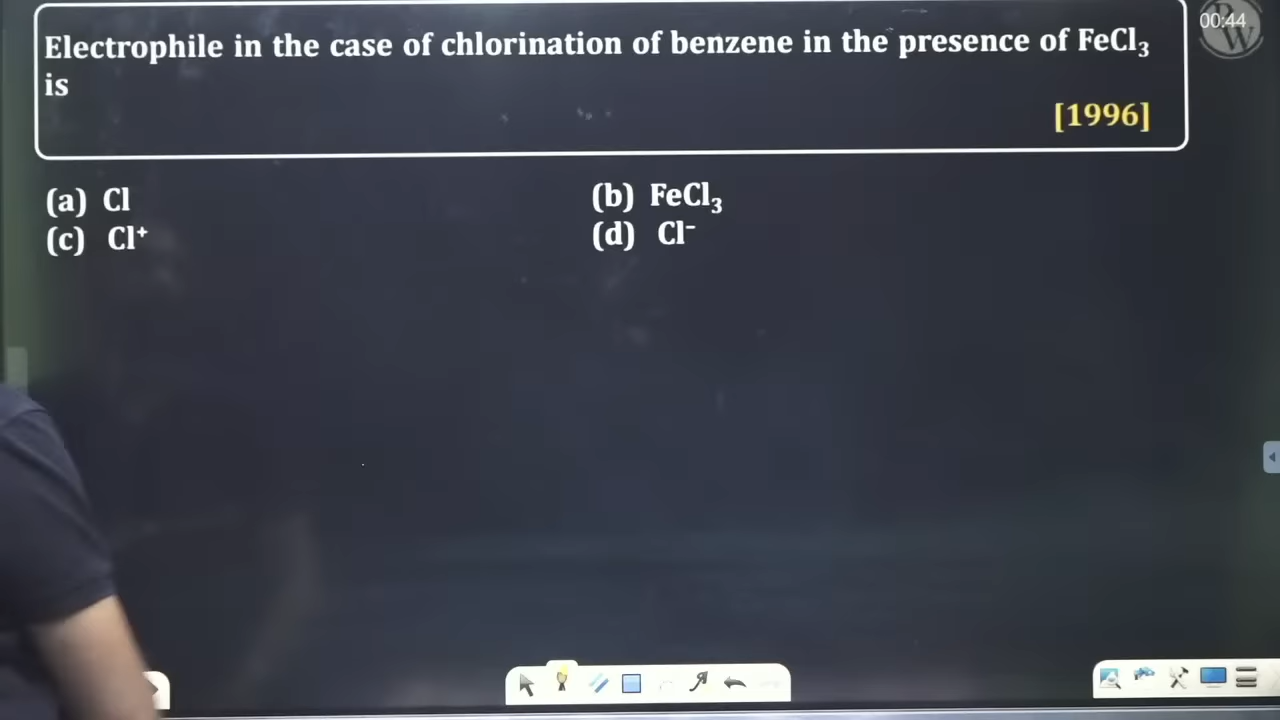 00:44
Electrophile in the case of chlorination of benzene in the presence of FeCl₃
is
[1996]
(a) Cl
(b) FeCl₃
(c) Cl⁺
(d) Cl⁻